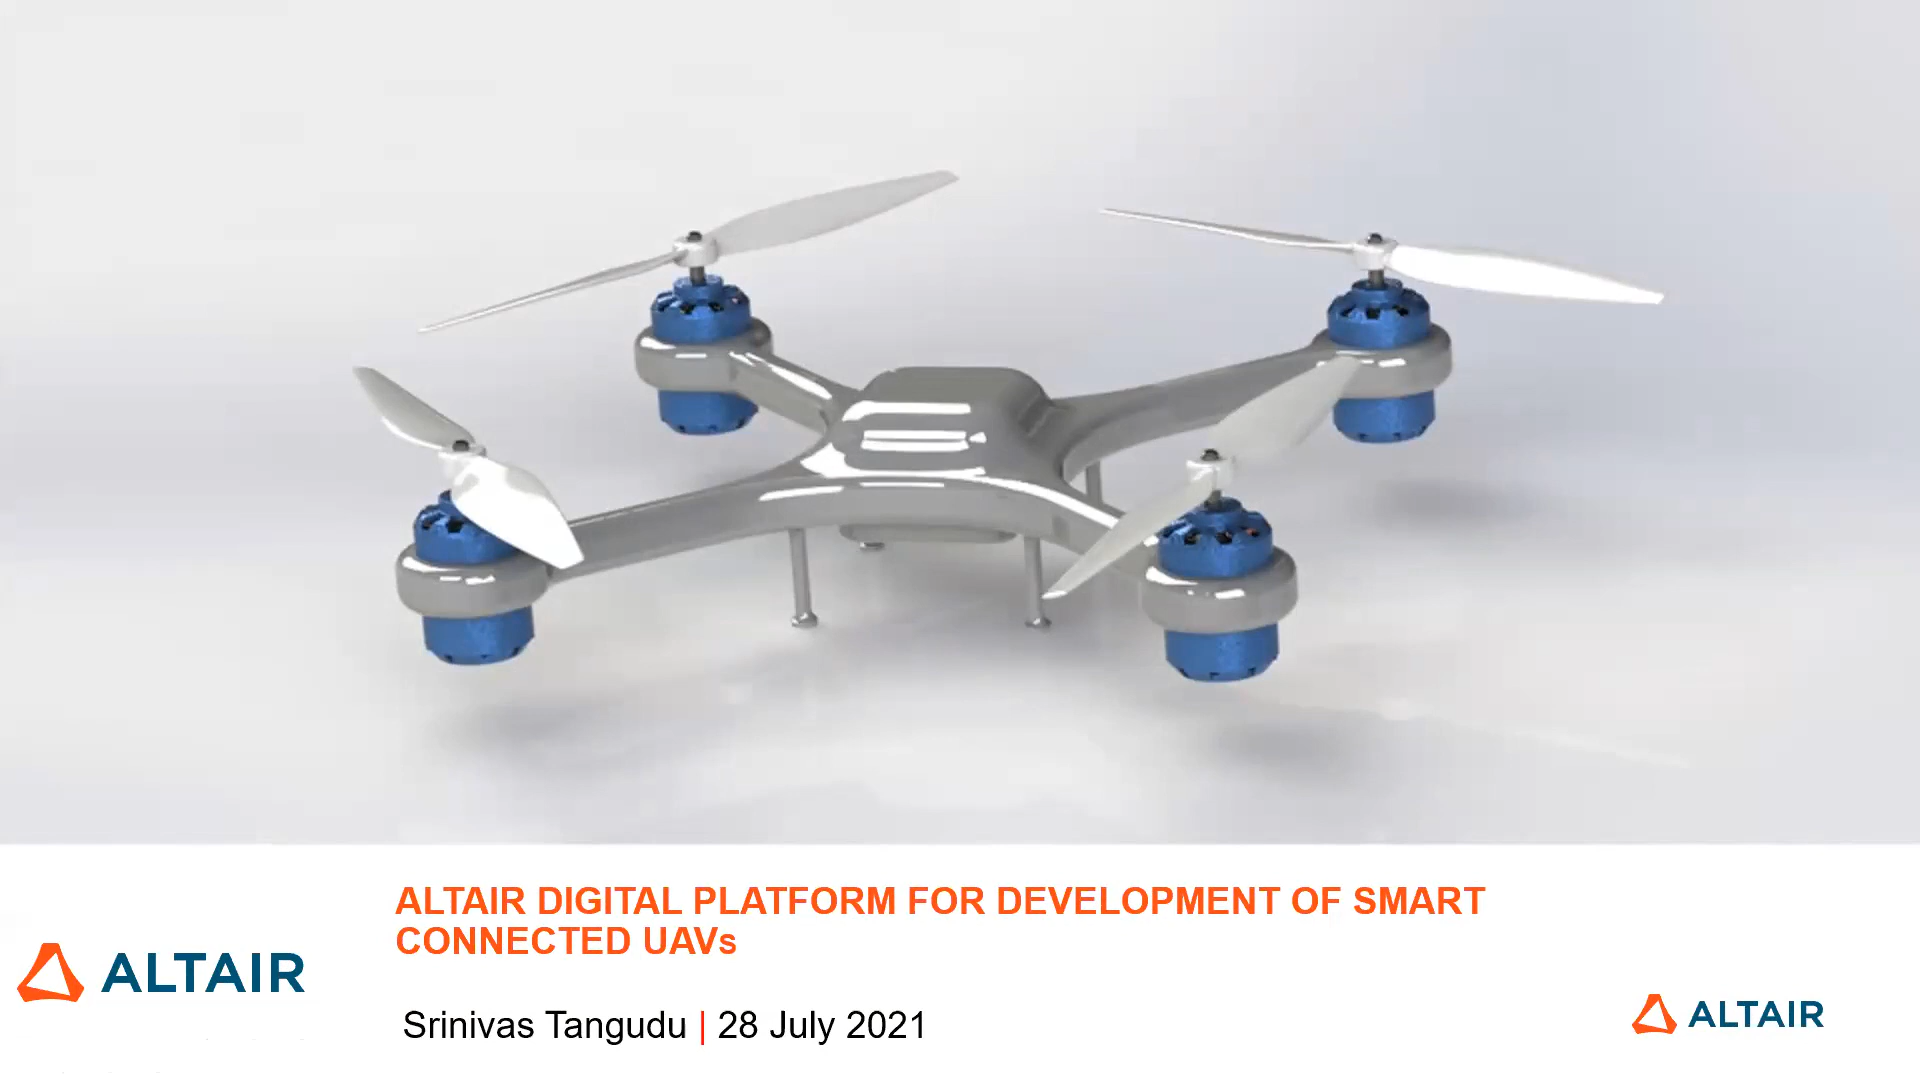 ALTAIR DIGITAL PLATFORM FOR DEVELOPMENT OF SMART
CONNECTED UAVs
ALTAIR
Srinivas Tangudu | 28 July 2021
ALTAIR